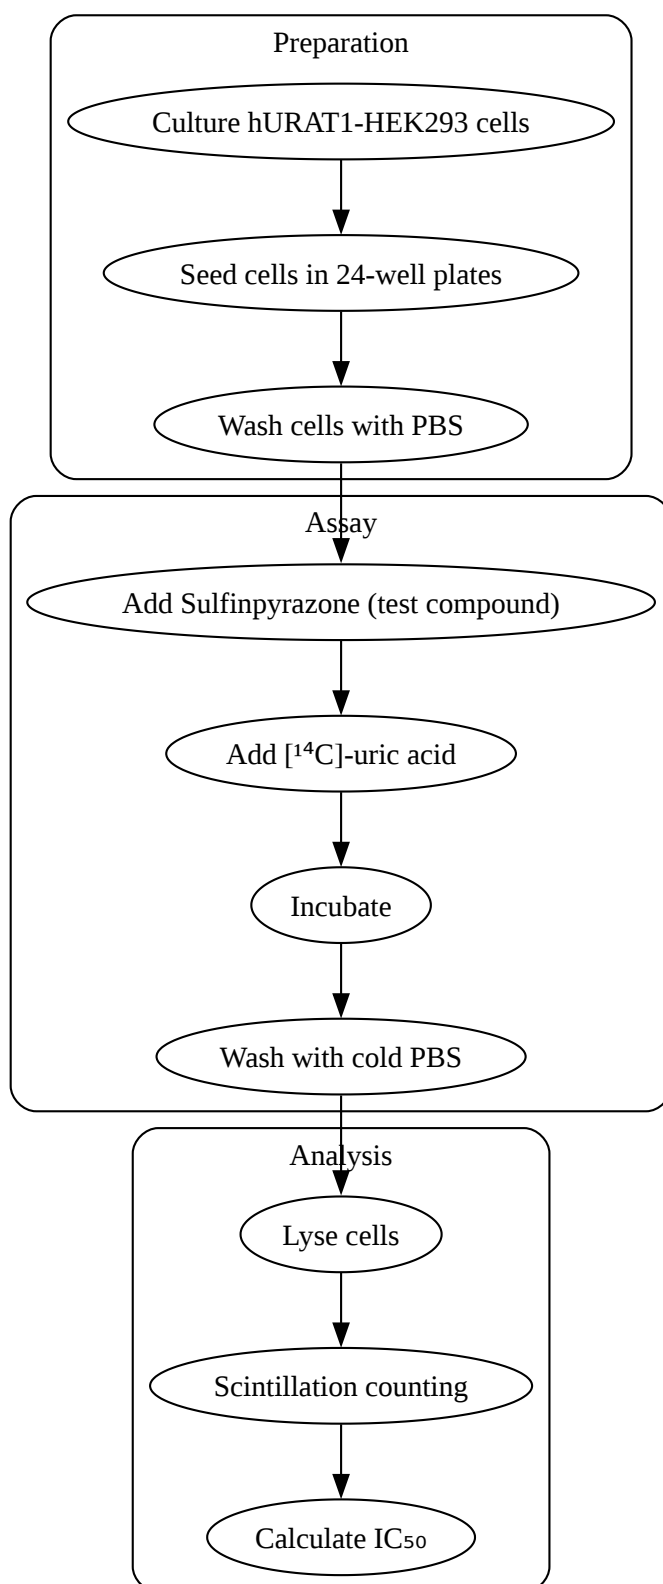 Preparation
Culture hURAT1-HEK293 cells
Seed cells in 24-well plates
Wash cells with PBS
Assay
Add Sulfinpyrazone (test compound)
Add [¹⁴C]-uric acid
Incubate
Wash with cold PBS
Analysis
Lyse cells
Scintillation counting
Calculate IC₅₀